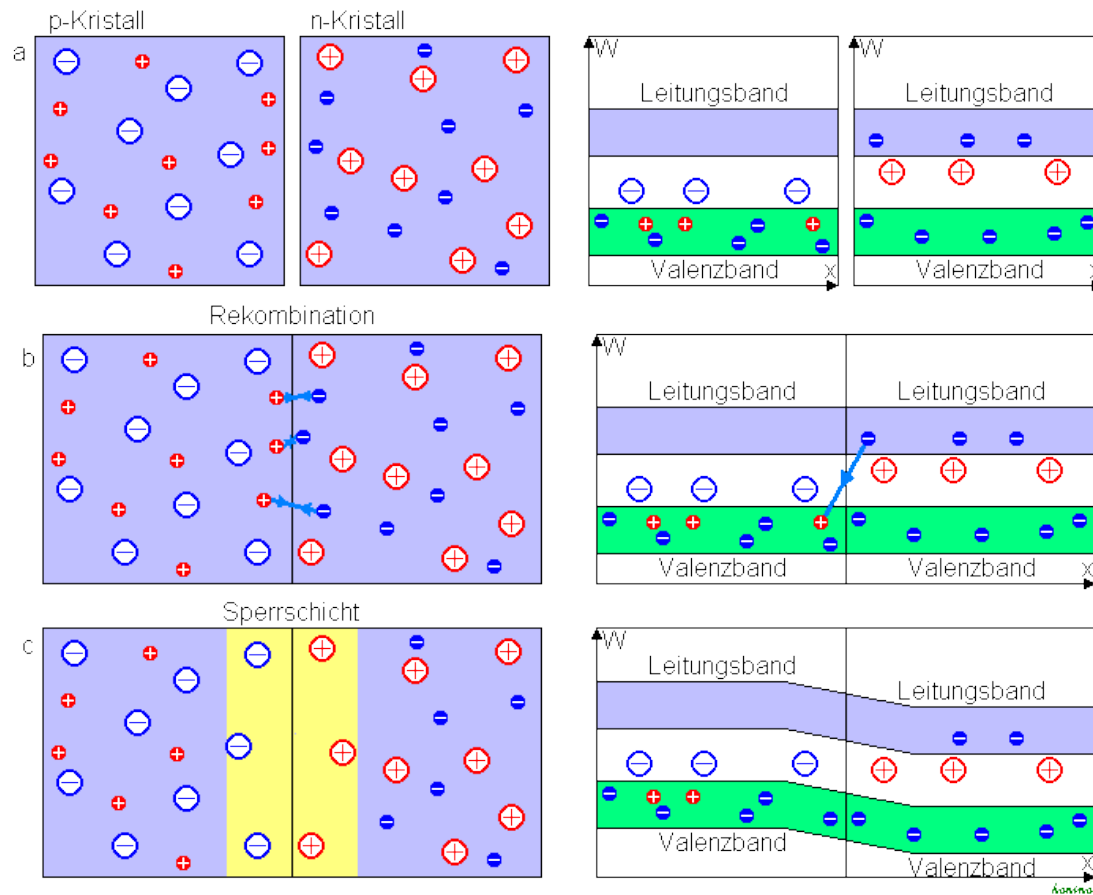 p-Kristall
n-Kristall
a
W
W
Leitungsband
Leitungsband
Valenzband
x
Valenzband
x
Rekombination
b
W
Leitungsband
Leitungsband
Valenzband
Valenzband
x
Sperrschicht
c
W
Leitungsband
Leitungsband
Valenzband
Valenzband
x